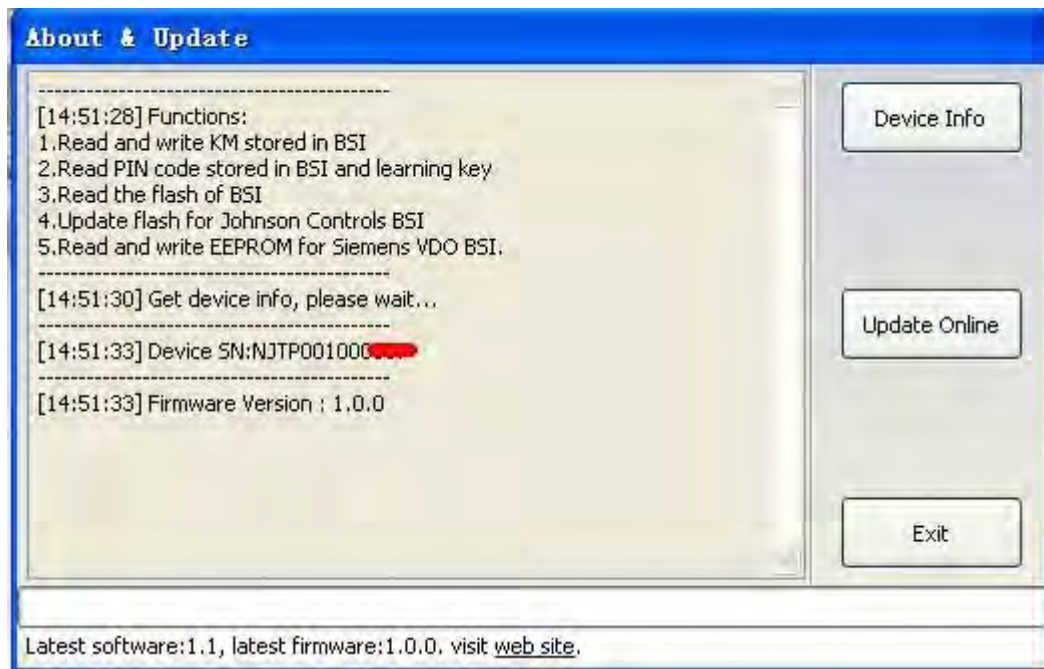 About & Update
----------------------------------------
[14:51:28] Functions:
1.Read and write KM stored in BSI
2.Read PIN code stored in BSI and learning key
3.Read the flash of BSI
4.Update flash for Johnson Controls BSI
5.Read and write EEPROM for Siemens VDO BSI.
----------------------------------------
[14:51:30] Get device info, please wait...
----------------------------------------
[14:51:33] Device SN:NJTP001000
----------------------------------------
[14:51:33] Firmware Version : 1.0.0
Device Info
Update Online
Exit
Latest software:1.1, latest firmware:1.0.0. visit web site.